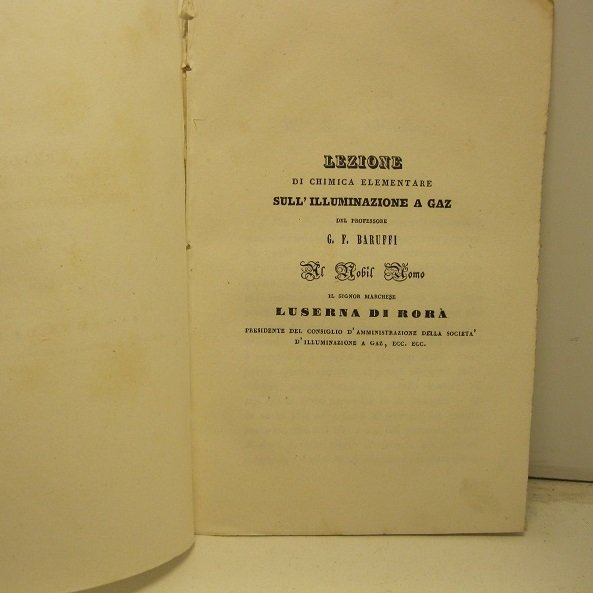 LEZIONE
DI CHIMICA ELEMENTARE
SULL'ILLUMINAZIONE A GAZ
DEL PROFESSORE
G. F. BARUFFI
Al Nobil Uomo
IL SIGNOR MARCHESE
LUSERNA DI RORÀ
PRESIDENTE DEL CONSIGLIO D'AMMINISTRAZIONE DELLA SOCIETA'
D'ILLUMINAZIONE A GAZ, ECC. ECC.